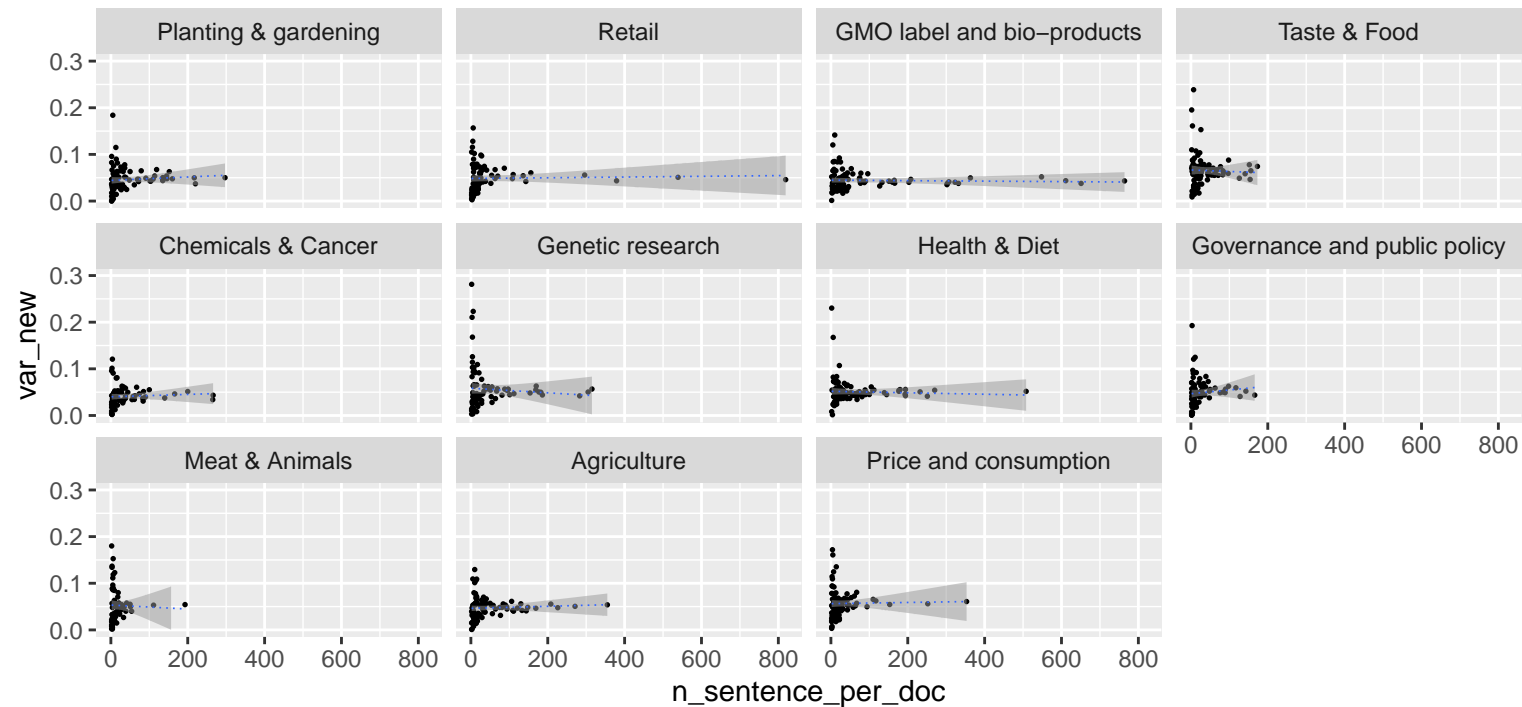 Planting & gardening
Retail
GMO label and bio−products
Taste & Food
0.3
0.2
0.1
0.0
Chemicals & Cancer
Genetic research
Health & Diet
Governance and public policy
0.3
0.2
0.1
0.0
0 200 400 600 800
Meat & Animals
Agriculture
Price and consumption
0.3
0.2
0.1
0.0
0 200 400 600 800
0 200 400 600 800
0 200 400 600 800
n_sentence_per_doc
var_new